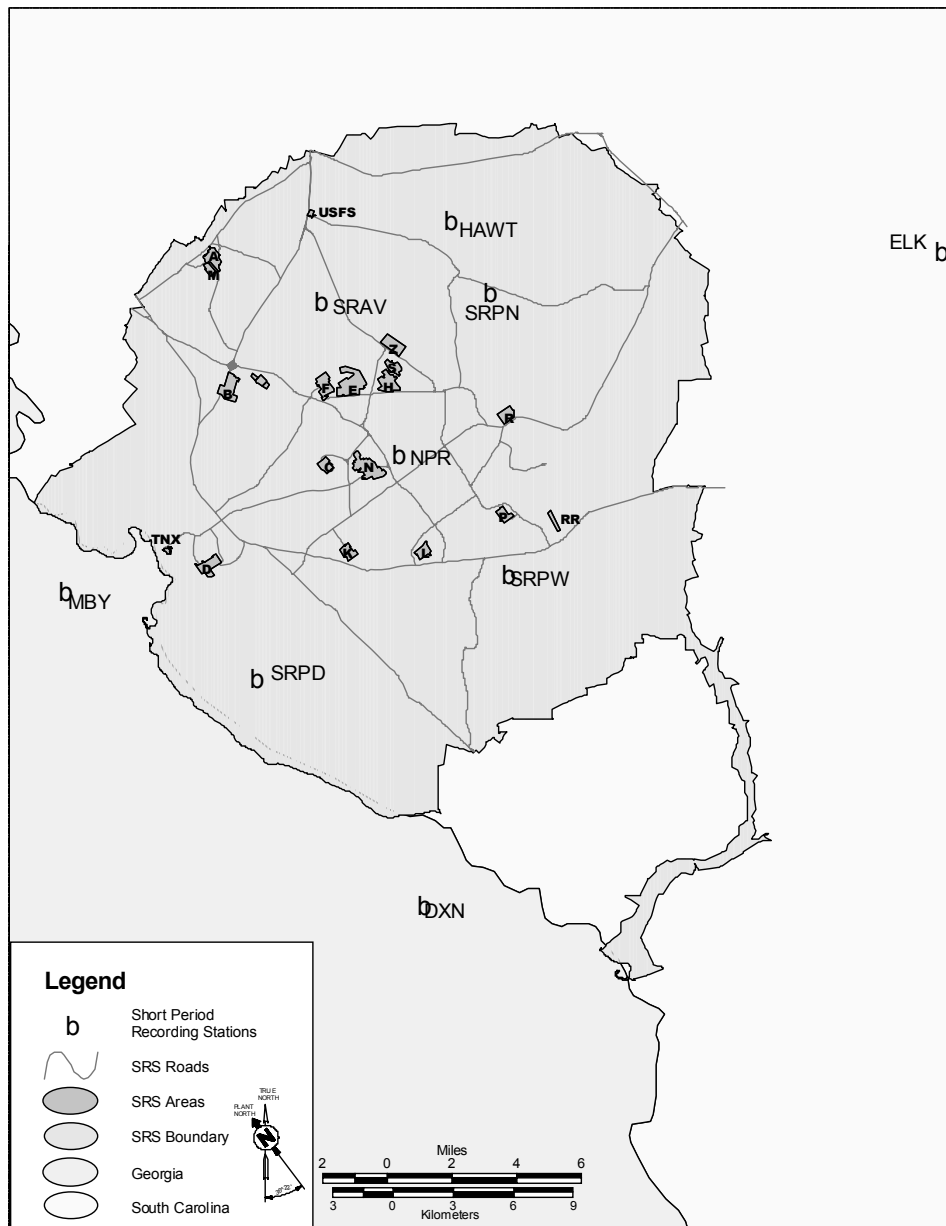 USFS
b HAWT
ELK b
A
M
b SRAV
b SRPN
Z
S
F E H
B
R
b NPR
C N
P RR
TNX
K L
D
b SRPW
b MBY
b SRPD
b DXN
Legend
b Short Period
Recording Stations
SRS Roads
SRS Areas
SRS Boundary
Georgia
South Carolina
TRUE
NORTH
PLANT
NORTH
N
Miles
2 0 2 4 6
3 0 3 6 9
Kilometers